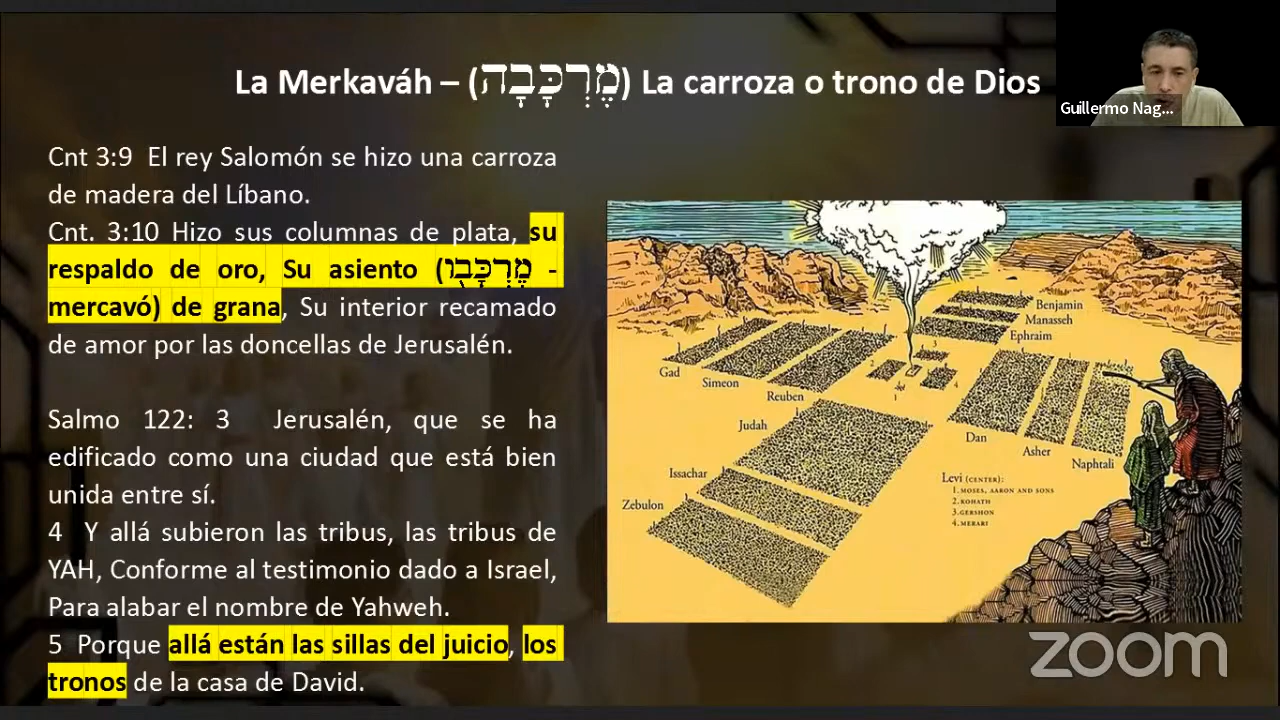 La Merkaváh – (מֶרְכָּבָה) La carroza o trono de Dios
Guillermo Nag...
Cnt 3:9 El rey Salomón se hizo una carroza
de madera del Líbano.
Cnt. 3:10 Hizo sus columnas de plata, su
respaldo de oro, Su asiento (מֶרְכָּבֹו -
mercavó) de grana, Su interior recamado
de amor por las doncellas de Jerusalén.
Salmo 122: 3 Jerusalén, que se ha
edificado como una ciudad que está bien
unida entre sí.
4 Y allá subieron las tribus, las tribus de
YAH, Conforme al testimonio dado a Israel,
Para alabar el nombre de Yahweh.
5 Porque allá están las sillas del juicio, los
tronos de la casa de David.
Benjamin
Manasseh
Ephraim
Gad
Simeon
Reuben
3
2
4
1
Judah
Issachar
Zebulon
Dan
Asher
Naphtali
Levi (CENTER):
1. MOSES, AARON AND SONS
2. KOHATH
3. GERSHON
4. MERARI
zoom